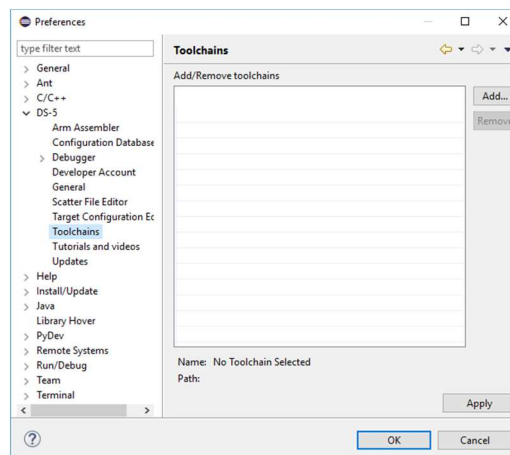 Preferences
type filter text
General
Ant
C/C++
DS-5
Arm Assembler
Configuration Database
Debugger
Developer Account
General
Scatter File Editor
Target Configuration Ec
Toolchains
Tutorials and videos
Updates
Help
Install/Update
Java
Library Hover
PyDev
Remote Systems
Run/Debug
Team
Terminal
Toolchains
Add/Remove toolchains
Add...
Remove
Name: No Toolchain Selected
Path:
Apply
OK Cancel